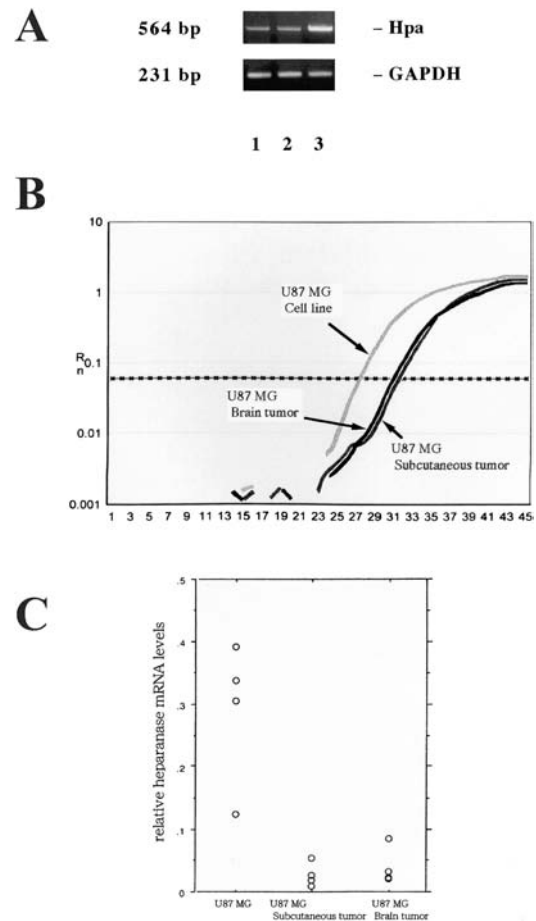 A
564 bp – Hpa
231 bp – GAPDH
1 2 3
B
10
1
Rn 0.1
0.01
0.001
U87 MG
Cell line
U87 MG
Brain tumor
U87 MG
Subcutaneous tumor
1 3 5 7 9 11 13 15 17 19 21 23 25 27 29 31 33 35 37 39 41 43 45
C
relative heparanase mRNA levels
.5
.4
.3
.2
.1
0
U87 MG
U87 MG
Subcutaneous tumor
U87 MG
Brain tumor